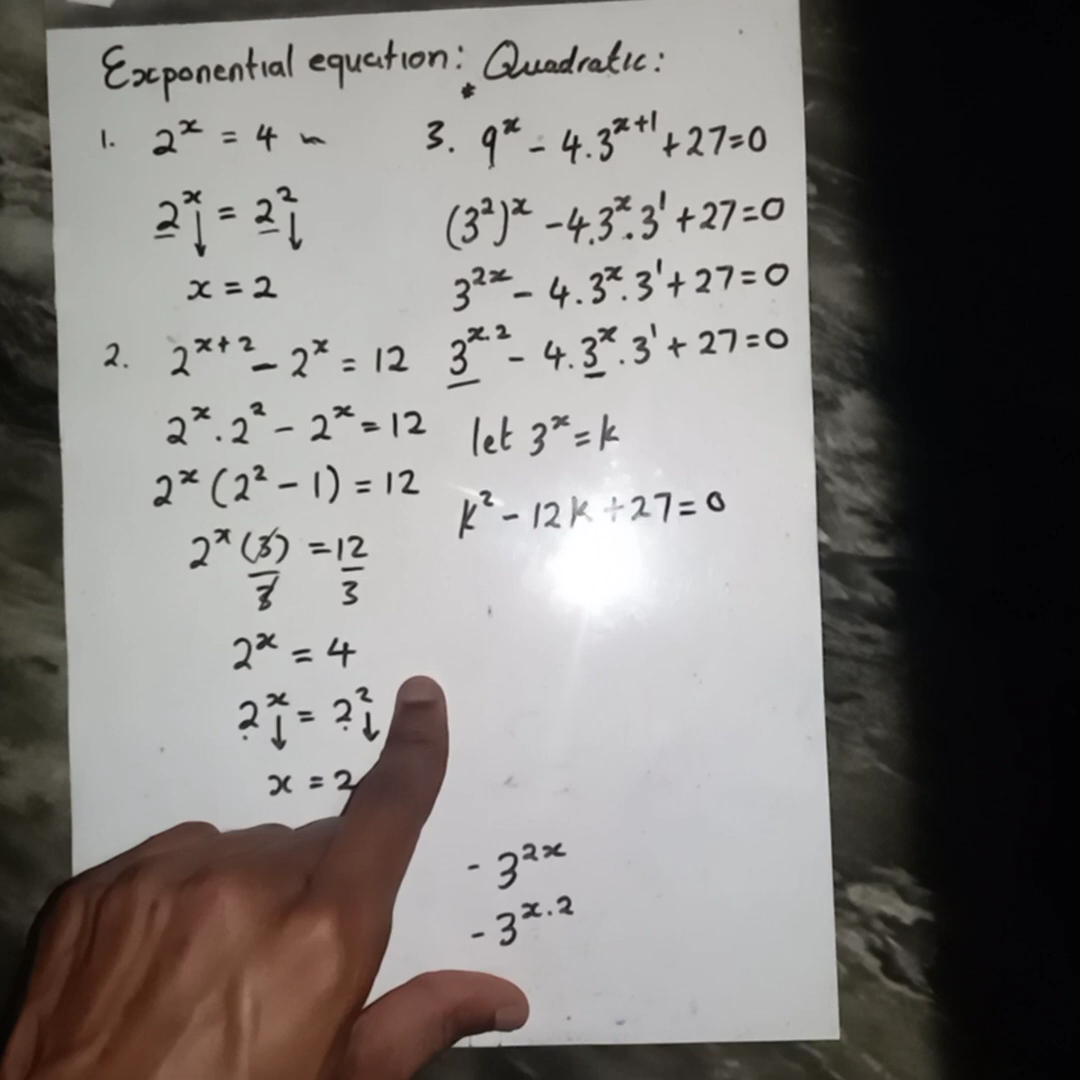 Exponential equation: Quadratic:
1. 2^x = 4
2^x = 2^2
x = 2
2. 2^{x+2} - 2^x = 12
2^x . 2^2 - 2^x = 12
2^x (2^2 - 1) = 12
2^x (3) = 12
3 3
2^x = 4
2^x = 2^2
x = 2
3. 9^x - 4.3^{x+1} + 27 = 0
(3^2)^x - 4.3^x.3^1 + 27 = 0
3^{2x} - 4.3^x.3^1 + 27 = 0
3^{x.2} - 4.3^x.3^1 + 27 = 0
let 3^x = k
k^2 - 12k + 27 = 0
- 3^{2x}
- 3^{x.2}